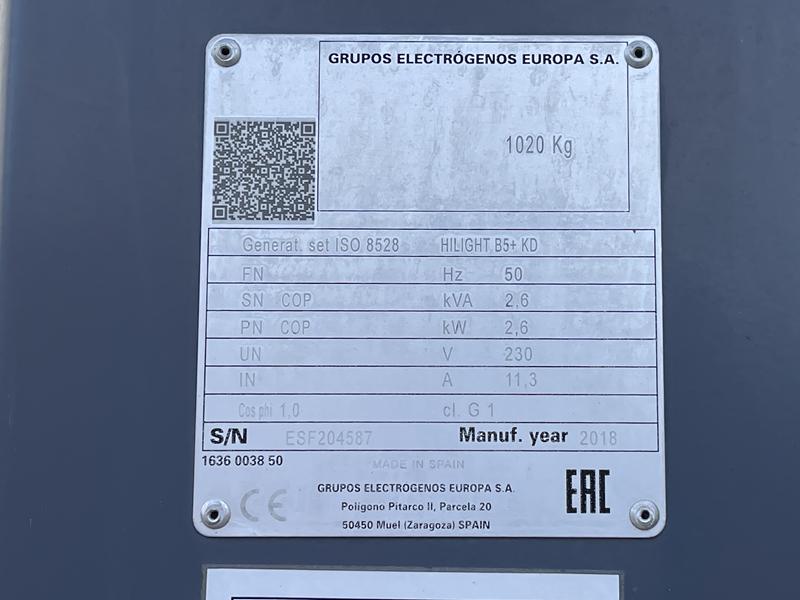 GRUPOS ELECTRÓGENOS EUROPA S.A.
1020 Kg
Generat. set ISO 8528 HILIGHT B5+ KD
FN Hz 50
SN COP kVA 2,6
PN COP kW 2,6
UN V 230
IN A 11,3
Cos phi 1,0 cl. G 1
S/N ESF204587 Manuf. year 2018
1636 0038 50
MADE IN SPAIN
GRUPOS ELECTROGENOS EUROPA S.A.
Polígono Pitarco II, Parcela 20
50450 Muel (Zaragoza) SPAIN
CE
EAC